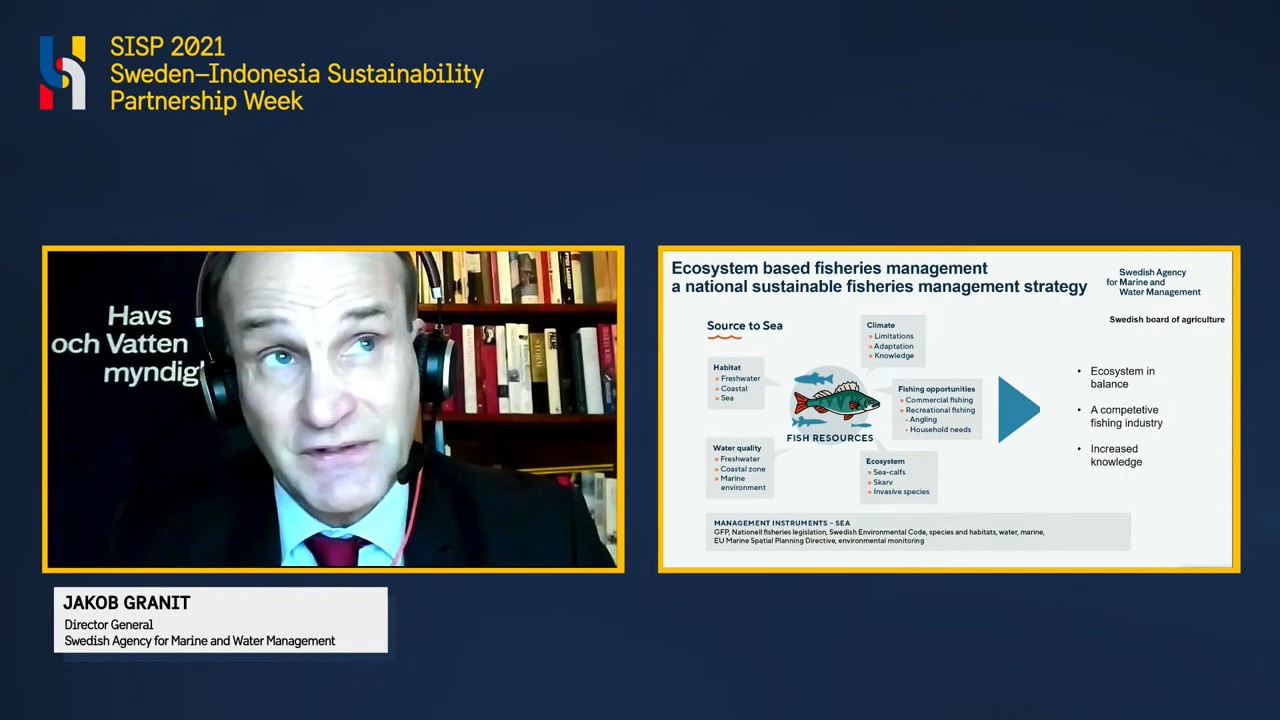 SISP 2021
Sweden–Indonesia Sustainability
Partnership Week
Havs
och Vatten
myndig
STORM
JAKOB GRANIT
Director General
Swedish Agency for Marine and Water Management
Ecosystem based fisheries management
a national sustainable fisheries management strategy
Swedish Agency
for Marine and
Water Management
Swedish board of agriculture
Source to Sea
Climate
» Limitations
» Adaptation
» Knowledge
Habitat
» Freshwater
» Coastal
» Sea
Fishing opportunities
» Commercial fishing
» Recreational fishing
• Angling
• Household needs
FISH RESOURCES
Water quality
» Freshwater
» Coastal zone
» Marine
environment
Ecosystem
» Sea-calfs
» Skarv
» Invasive species
• Ecosystem in
balance
• A competetive
fishing industry
• Increased
knowledge
MANAGEMENT INSTRUMENTS – SEA
GFP, Nationell fisheries legislation, Swedish Environmental Code, species and habitats, water, marine,
EU Marine Spatial Planning Directive, environmental monitoring